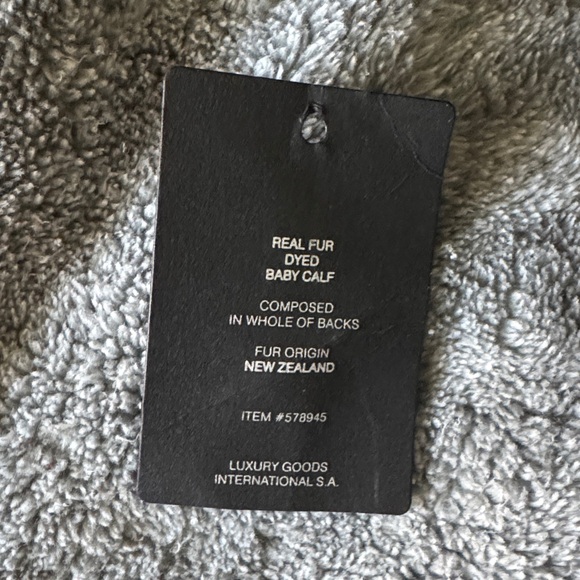 REAL FUR
DYED
BABY CALF
COMPOSED
IN WHOLE OF BACKS
FUR ORIGIN
NEW ZEALAND
ITEM #578945
LUXURY GOODS
INTERNATIONAL S.A.